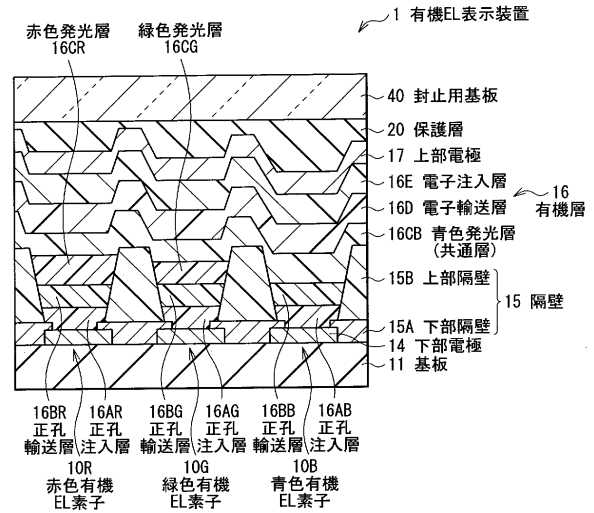 1 有機EL表示装置
赤色発光層
16CR
緑色発光層
16CG
40 封止用基板
20 保護層
17 上部電極
16E 電子注入層
16D 電子輸送層
16
有機層
16CB 青色発光層
(共通層)
15B 上部隔壁
15 隔壁
15A 下部隔壁
14 下部電極
11 基板
16BR 16AR 16BG 16AG 16BB 16AB
正孔 正孔 正孔 正孔 正孔 正孔
輸送層 注入層 輸送層 注入層 輸送層 注入層
10R 10G 10B
赤色有機 緑色有機 青色有機
EL素子 EL素子 EL素子